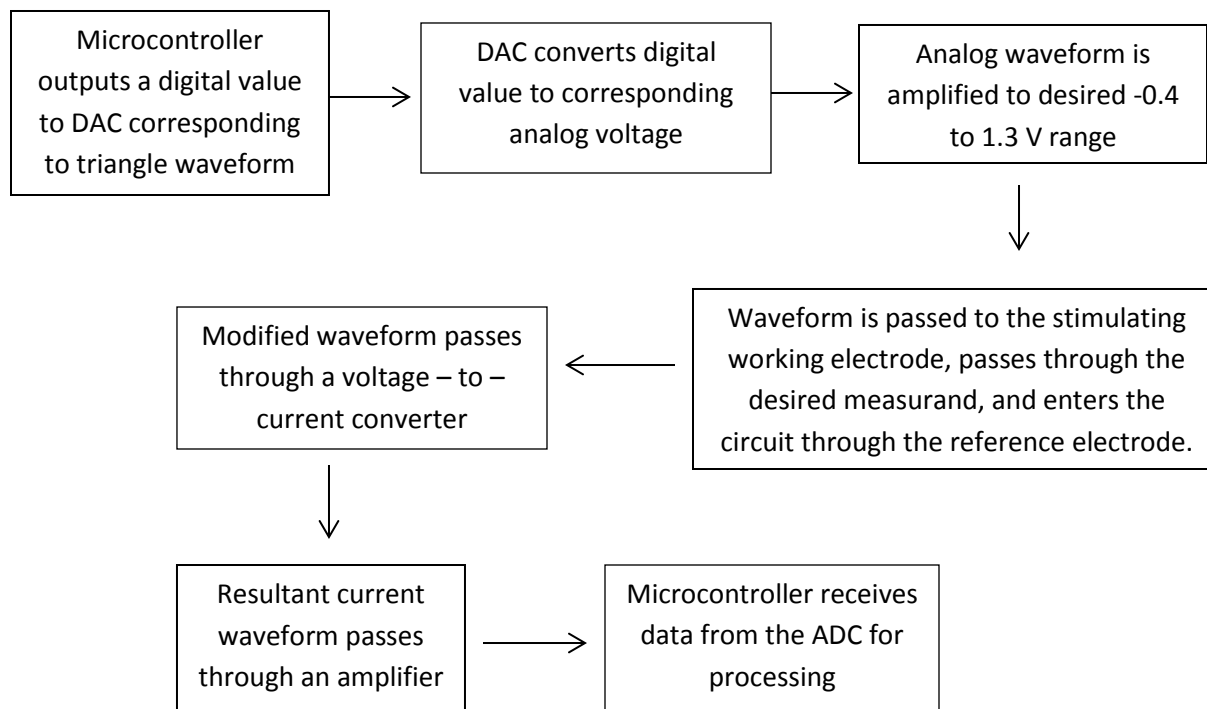 Microcontroller
outputs a digital value
to DAC corresponding
to triangle waveform
DAC converts digital
value to corresponding
analog voltage
Analog waveform is
amplified to desired -0.4
to 1.3 V range
Waveform is passed to the stimulating
working electrode, passes through the
desired measurand, and enters the
circuit through the reference electrode.
Modified waveform passes
through a voltage – to –
current converter
Resultant current
waveform passes
through an amplifier
Microcontroller receives
data from the ADC for
processing